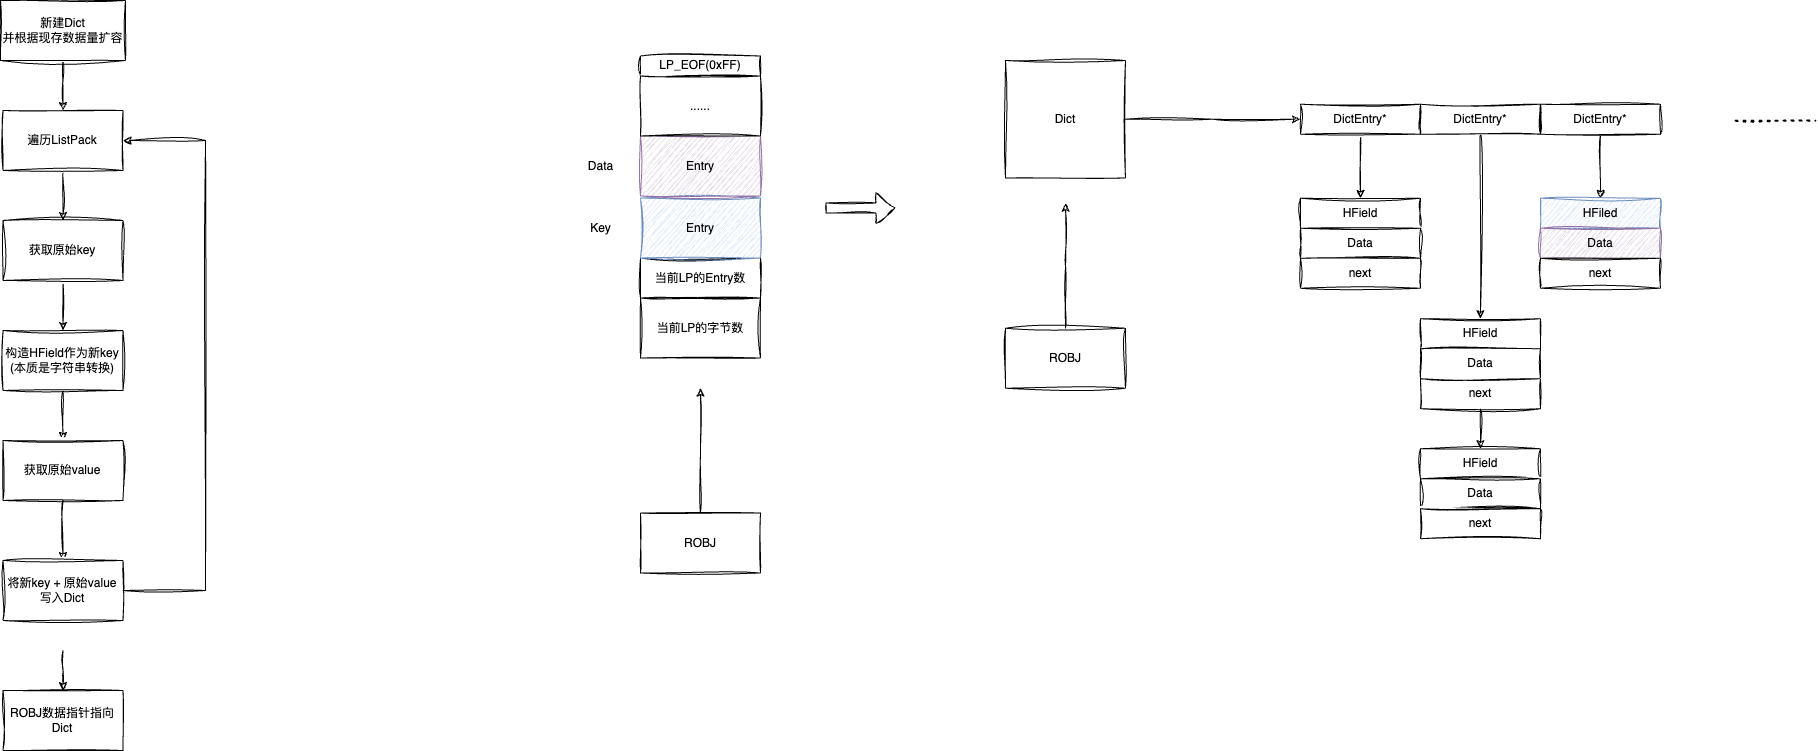 新建Dict
并根据现存数据量扩容
遍历ListPack
获取原始key
构造HField作为新key
(本质是字符串转换)
获取原始value
将新key + 原始value
写入Dict
ROBJ数据指针指向
Dict
LP_EOF(0xFF)
......
Data
Entry
Key
Entry
当前LP的Entry数
当前LP的字节数
ROBJ
Dict
ROBJ
DictEntry*
DictEntry*
DictEntry*
HField
Data
next
HFiled
Data
next
HField
Data
next
HField
Data
next